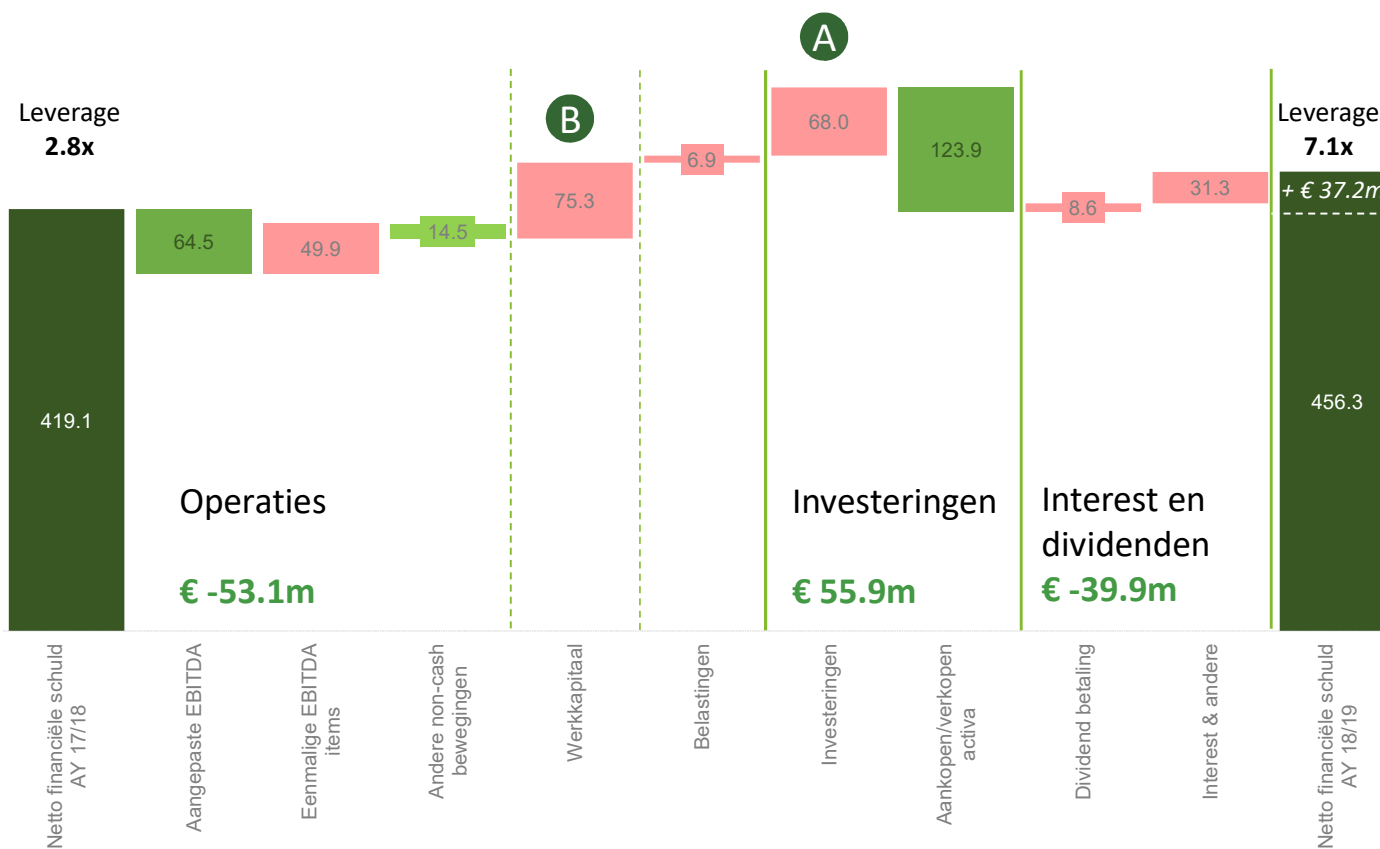 A
B
Leverage
2.8x
Leverage
7.1x
+ € 37.2m
419.1
64.5
49.9
14.5
75.3
6.9
68.0
123.9
8.6
31.3
456.3
Operaties
€ -53.1m
Investeringen
€ 55.9m
Interest en
dividenden
€ -39.9m
Netto financiële schuld
AY 17/18
Aangepaste EBITDA
Eenmalige EBITDA
items
Andere non-cash
bewegingen
Werkkapitaal
Belastingen
Investeringen
Aankopen/verkopen
activa
Dividend betaling
Interest & andere
Netto financiële schuld
AY 18/19